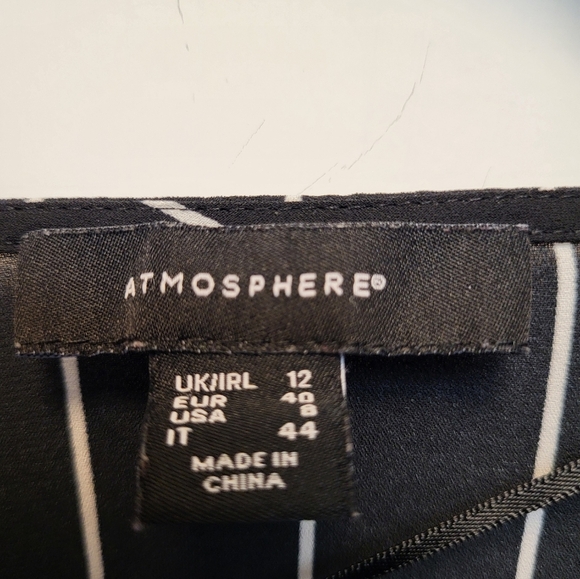 ATMOSPHERE®
UK/IRL 12
EUR 40
USA 8
IT 44
MADE IN
CHINA